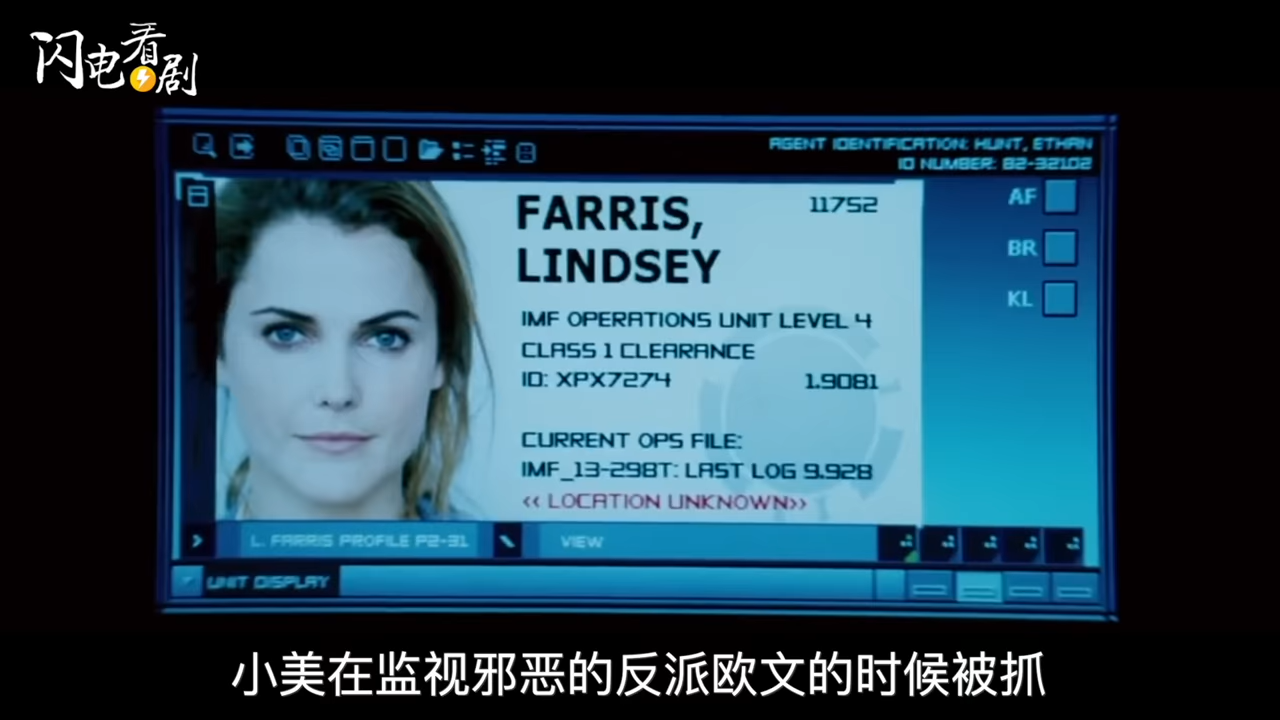 闪电看剧
AGENT IDENTIFICATION: HUNT, ETHAN
ID NUMBER: 82-32102
FARRIS,
LINDSEY
11752
IMF OPERATIONS UNIT LEVEL 4
CLASS 1 CLEARANCE
ID: XPX7274
1.9081
CURRENT OPS FILE:
IMF_13-298T: LAST LOG 9.928
<< LOCATION UNKNOWN>>
AF
BR
KL
L. FARRIS PROFILE P2-31
VIEW
UNIT DISPLAY
小美在监视邪恶的反派欧文的时候被抓